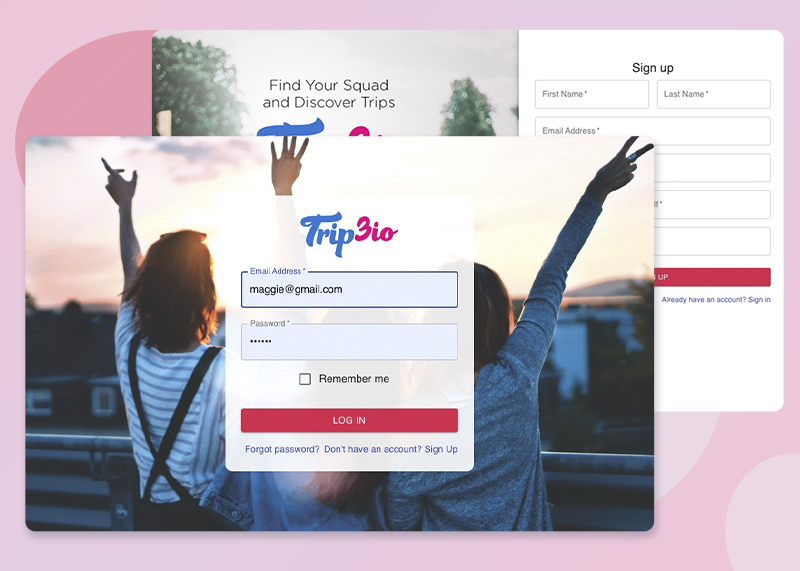 Find Your Squad
and Discover Trips
Sign up
First Name *
Last Name *
Email Address *
UP
Already have an account? Sign in
Trip3io
Email Address *
maggie@gmail.com
Password *
••••••
Remember me
LOG IN
Forgot password? Don't have an account? Sign Up